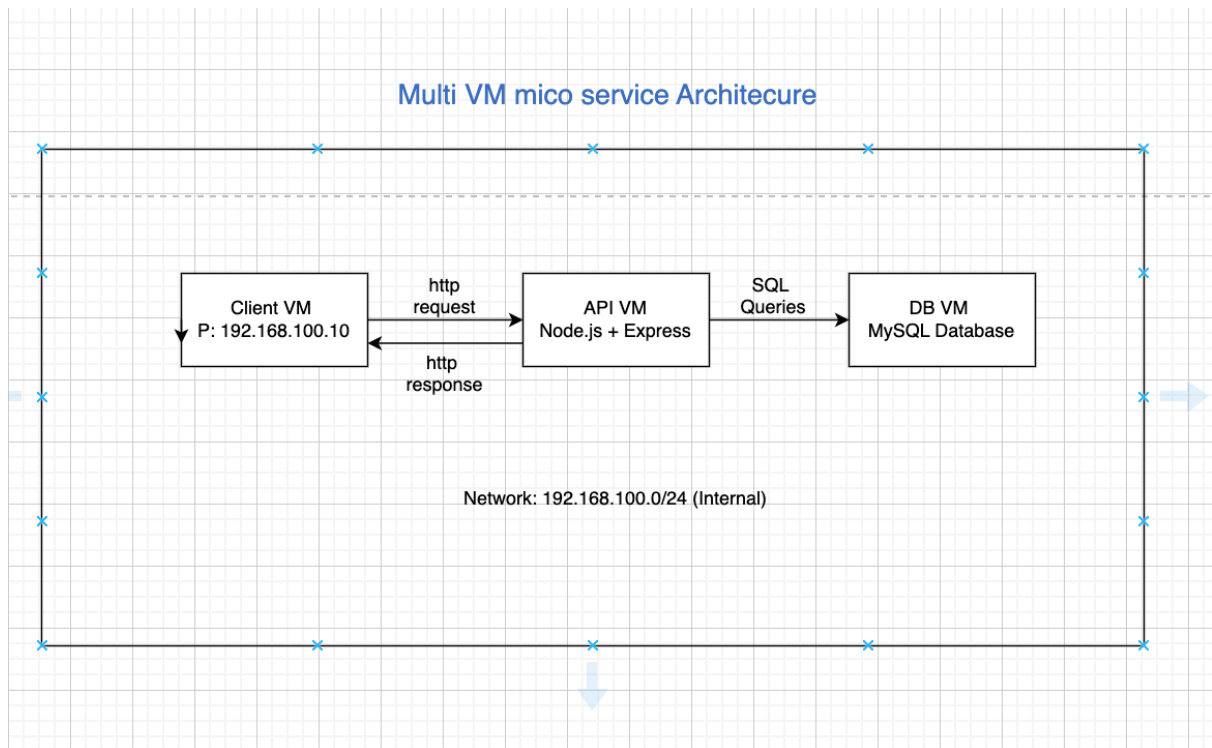 Multi VM mico service Architecure
http
request
SQL
Queries
Client VM
P: 192.168.100.10
API VM
Node.js + Express
DB VM
MySQL Database
http
response
Network: 192.168.100.0/24 (Internal)